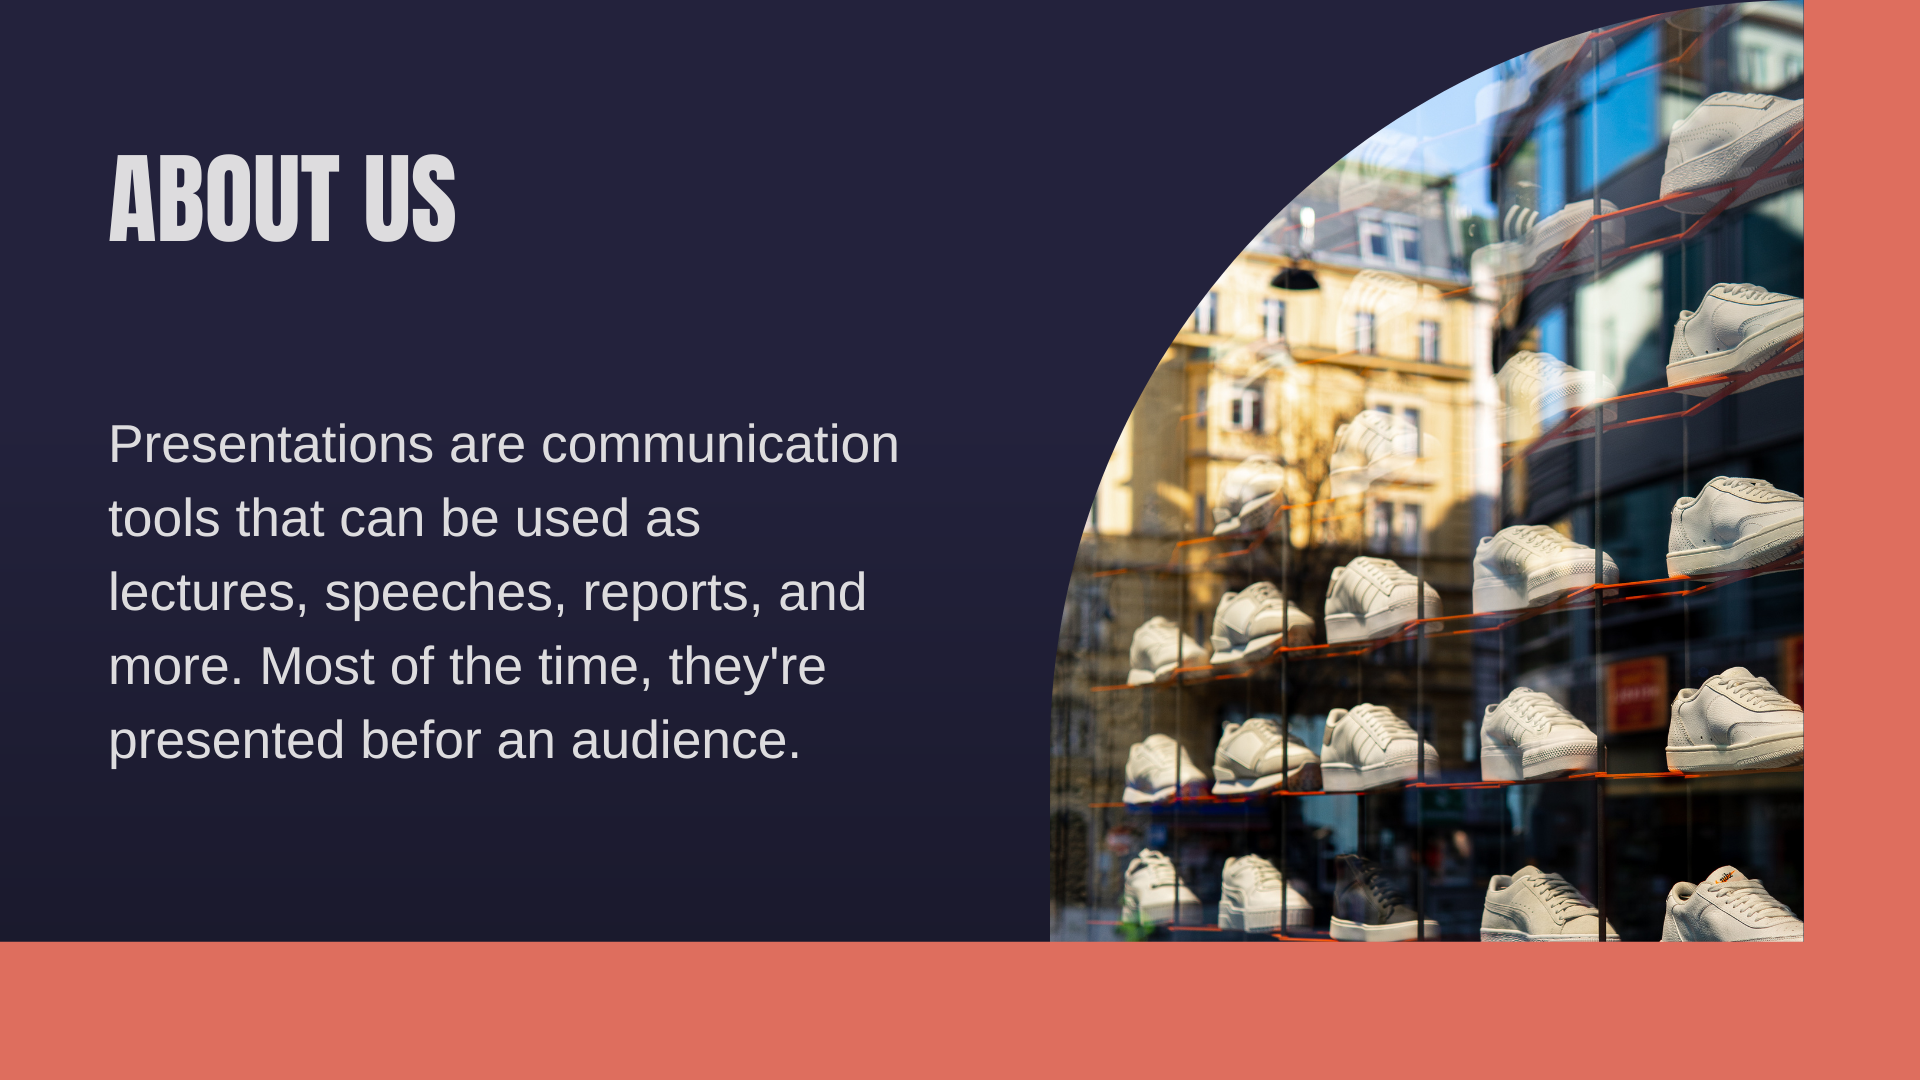 ABOUT US
Presentations are communication
tools that can be used as
lectures, speeches, reports, and
more. Most of the time, they're
presented befor an audience.